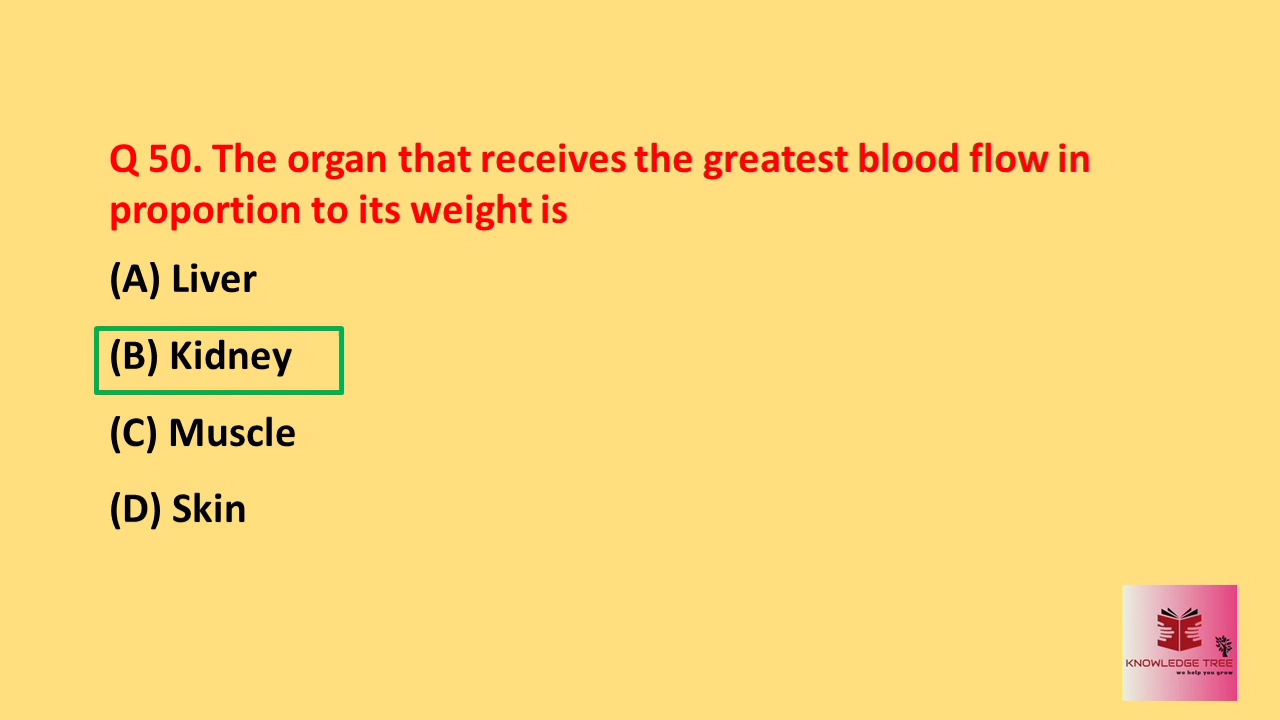 Q 50. The organ that receives the greatest blood flow in
proportion to its weight is
(A) Liver
(B) Kidney
(C) Muscle
(D) Skin
KNOWLEDGE TREE
we help you grow